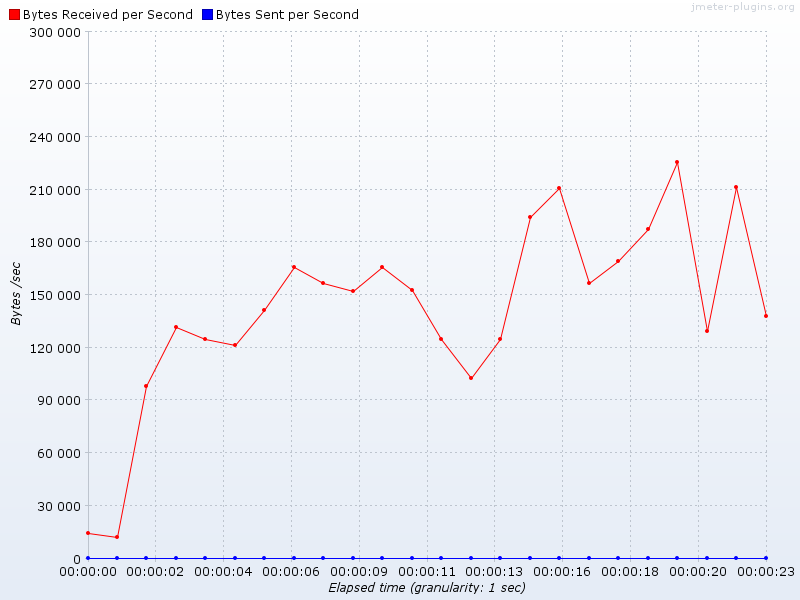 jmeter-plugins.org
Bytes Received per Second Bytes Sent per Second
300 000
270 000
240 000
210 000
180 000
150 000
120 000
90 000
60 000
30 000
0
Bytes /sec
00:00:00 00:00:02 00:00:04 00:00:06 00:00:09 00:00:11 00:00:13 00:00:16 00:00:18 00:00:20 00:00:23
Elapsed time (granularity: 1 sec)